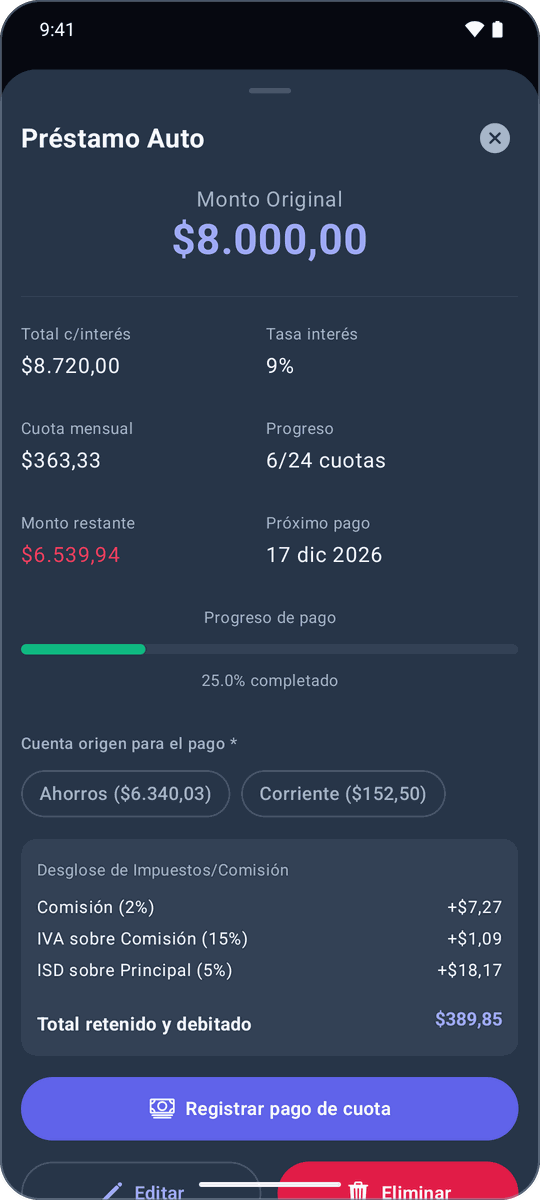 9:41
Préstamo Auto
Monto Original
$8.000,00
Total c/interés
Tasa interés
$8.720,00
9%
Cuota mensual
Progreso
$363,33
6/24 cuotas
Monto restante
Próximo pago
$6.539,94
17 dic 2026
Progreso de pago
25.0% completado
Cuenta origen para el pago *
Ahorros ($6.340,03)
Corriente ($152,50)
Desglose de Impuestos/Comisión
Comisión (2%)
+$7,27
IVA sobre Comisión (15%)
+$1,09
ISD sobre Principal (5%)
+$18,17
Total retenido y debitado
$389,85
Registrar pago de cuota
Editar
Eliminar